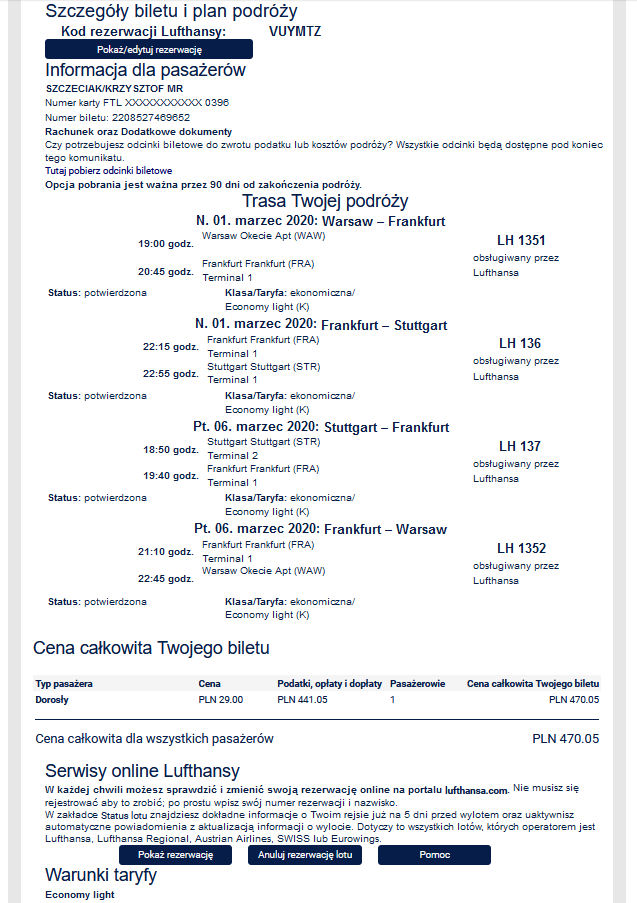 Szczegóły biletu i plan podróży
Kod rezerwacji Lufthansy: VUYMTZ
Pokaż/edytuj rezerwację
Informacja dla pasażerów
SZCZECIAK/KRZYSZTOF MR
Numer karty FTL XXXXXXXXXXX 0396
Numer biletu: 2208527469652
Rachunek oraz Dodatkowe dokumenty
Czy potrzebujesz odcinki biletowe do zwrotu podatku lub kosztów podróży? Wszystkie odcinki będą dostępne pod koniec
tego komunikatu.
Tutaj pobierz odcinki biletowe
Opcja pobrania jest ważna przez 90 dni od zakończenia podróży.
Trasa Twojej podróży
N. 01. marzec 2020: Warsaw – Frankfurt
19:00 godz. Warsaw Okecie Apt (WAW) LH 1351
obsługiwany przez
Lufthansa
20:45 godz. Frankfurt Frankfurt (FRA)
Terminal 1
Status: potwierdzona Klasa/Taryfa: ekonomiczna/
Economy light (K)
N. 01. marzec 2020: Frankfurt – Stuttgart
22:15 godz. Frankfurt Frankfurt (FRA) LH 136
Terminal 1
obsługiwany przez
Lufthansa
22:55 godz. Stuttgart Stuttgart (STR)
Terminal 1
Status: potwierdzona Klasa/Taryfa: ekonomiczna/
Economy light (K)
Pt. 06. marzec 2020: Stuttgart – Frankfurt
18:50 godz. Stuttgart Stuttgart (STR) LH 137
Terminal 2
obsługiwany przez
Lufthansa
19:40 godz. Frankfurt Frankfurt (FRA)
Terminal 1
Status: potwierdzona Klasa/Taryfa: ekonomiczna/
Economy light (K)
Pt. 06. marzec 2020: Frankfurt – Warsaw
21:10 godz. Frankfurt Frankfurt (FRA) LH 1352
Terminal 1
obsługiwany przez
Lufthansa
22:45 godz. Warsaw Okecie Apt (WAW)
Status: potwierdzona Klasa/Taryfa: ekonomiczna/
Economy light (K)
Cena całkowita Twojego biletu
Typ pasażera Cena Podatki, opłaty i dopłaty Pasażerowie Cena całkowita Twojego biletu
Dorosły PLN 29.00 PLN 441.05 1 PLN 470.05
Cena całkowita dla wszystkich pasażerów PLN 470.05
Serwisy online Lufthansy
W każdej chwili możesz sprawdzić i zmienić swoją rezerwację online na portalu lufthansa.com. Nie musisz się
rejestrować aby to zrobić; po prostu wpisz swój numer rezerwacji i nazwisko.
W zakładce Status lotu znajdziesz dokładne informacje o Twoim rejsie już na 5 dni przed wylotem oraz uaktywnisz
automatyczne powiadomienia z aktualizacją informacji o wylocie. Dotyczy to wszystkich lotów, których operatorem jest
Lufthansa, Lufthansa Regional, Austrian Airlines, SWISS lub Eurowings.
Pokaż rezerwację Anuluj rezerwację lotu Pomoc
Warunki taryfy
Economy light